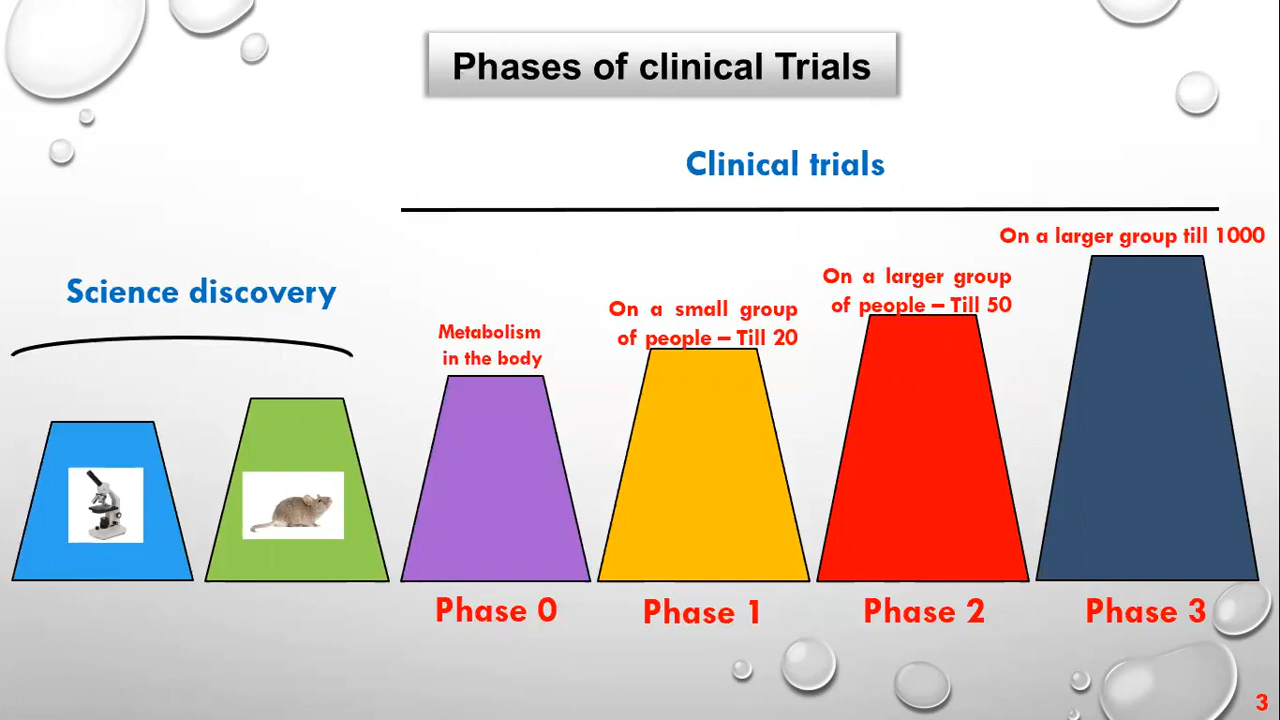 Phases of clinical Trials
Clinical trials
Science discovery
Metabolism
in the body
On a small group
of people – Till 20
On a larger group
of people – Till 50
On a larger group till 1000
Phase 0
Phase 1
Phase 2
Phase 3
3